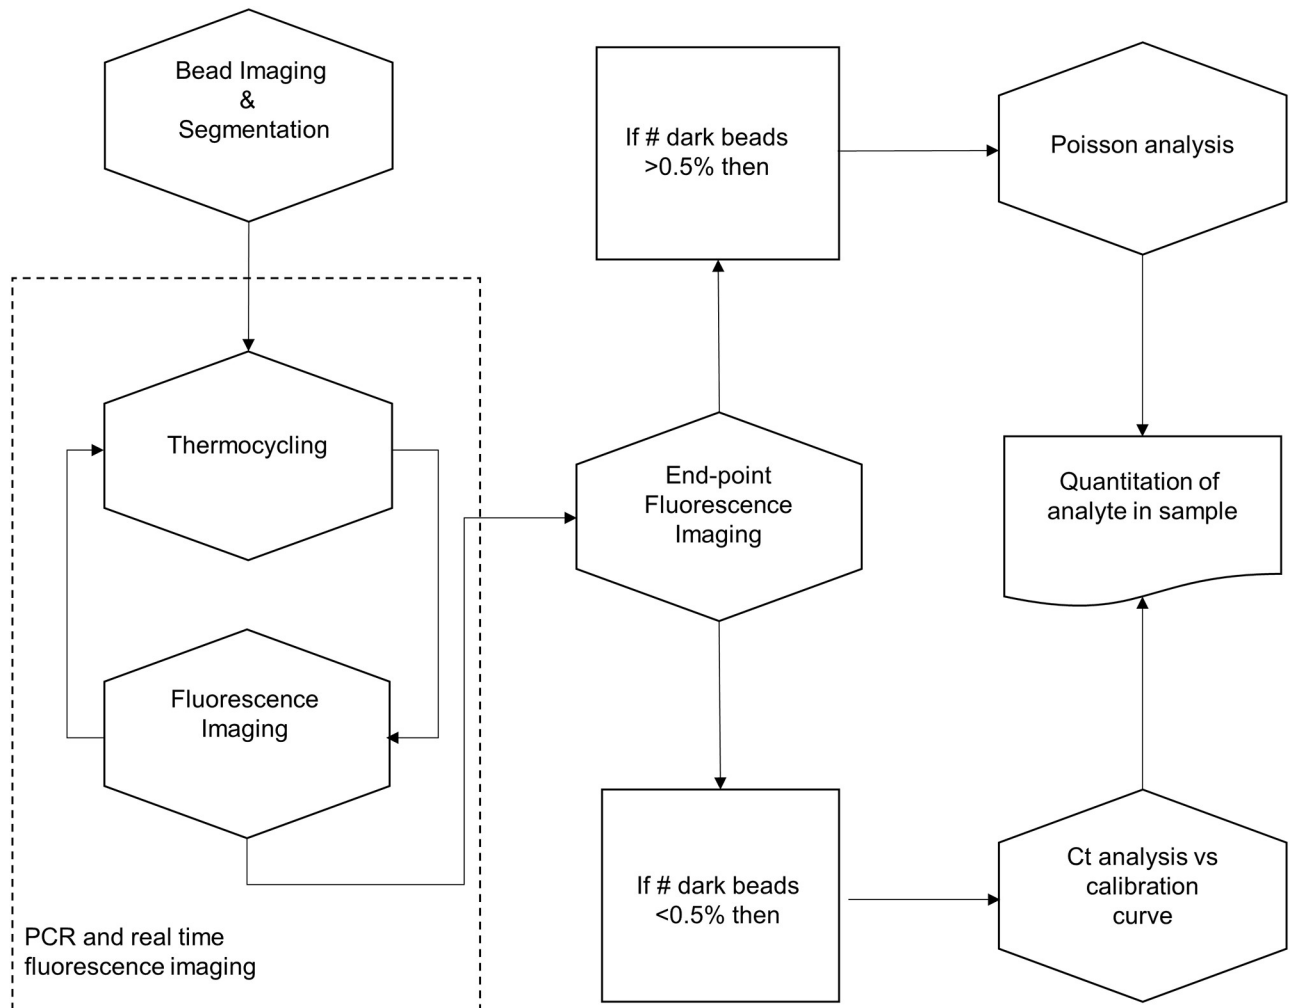 Bead Imaging
&
Segmentation
Thermocycling
Fluorescence
Imaging
PCR and real time
fluorescence imaging
If # dark beads
>0.5% then
End-point
Fluorescence
Imaging
If # dark beads
<0.5% then
Poisson analysis
Quantitation of
analyte in sample
Ct analysis vs
calibration
curve